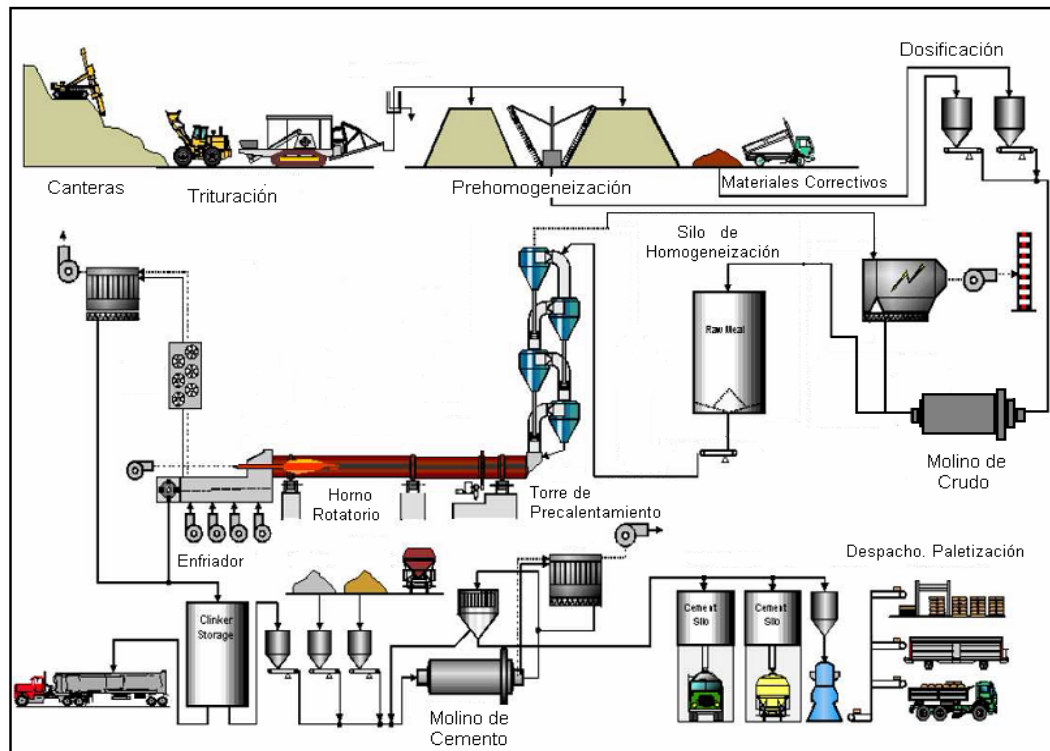 Dosificación
Canteras
Trituración
Prehomogeneización
Materiales Correctivos
Silo de
Homogeneización
Raw Meal
Molino de
Crudo
Horno
Rotatorio
Torre de
Precalentamiento
Enfriador
Despacho. Paletización
Clinker
Storage
Cement
Silo
Cement
Silo
Molino de
Cemento